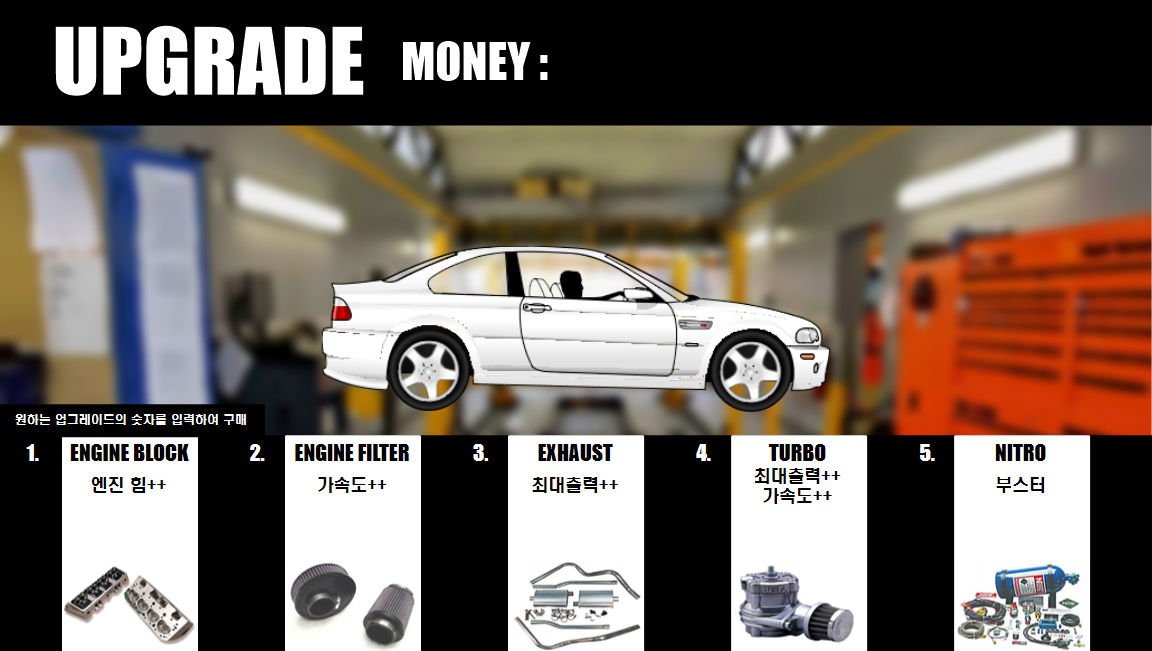 UPGRADE
MONEY :
원하는 업그레이드의 숫자를 입력하여 구매
1.
ENGINE BLOCK
엔진 힘++
2.
ENGINE FILTER
가속도++
3.
EXHAUST
최대출력++
4.
TURBO
최대출력++
가속도++
5.
NITRO
부스터